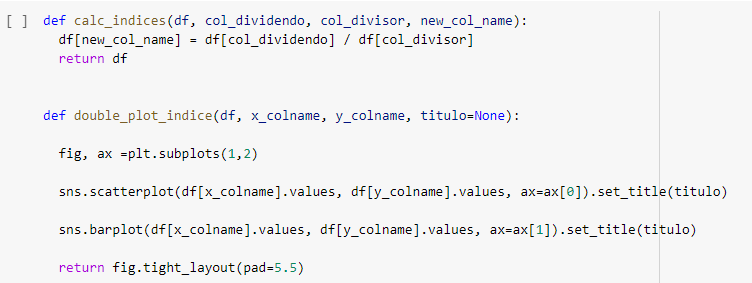 [ ] def calc_indices(df, col_dividendo, col_divisor, new_col_name):
df[new_col_name] = df[col_dividendo] / df[col_divisor]
return df
def double_plot_indice(df, x_colname, y_colname, titulo=None):
fig, ax =plt.subplots(1,2)
sns.scatterplot(df[x_colname].values, df[y_colname].values, ax=ax[0]).set_title(titulo)
sns.barplot(df[x_colname].values, df[y_colname].values, ax=ax[1]).set_title(titulo)
return fig.tight_layout(pad=5.5)